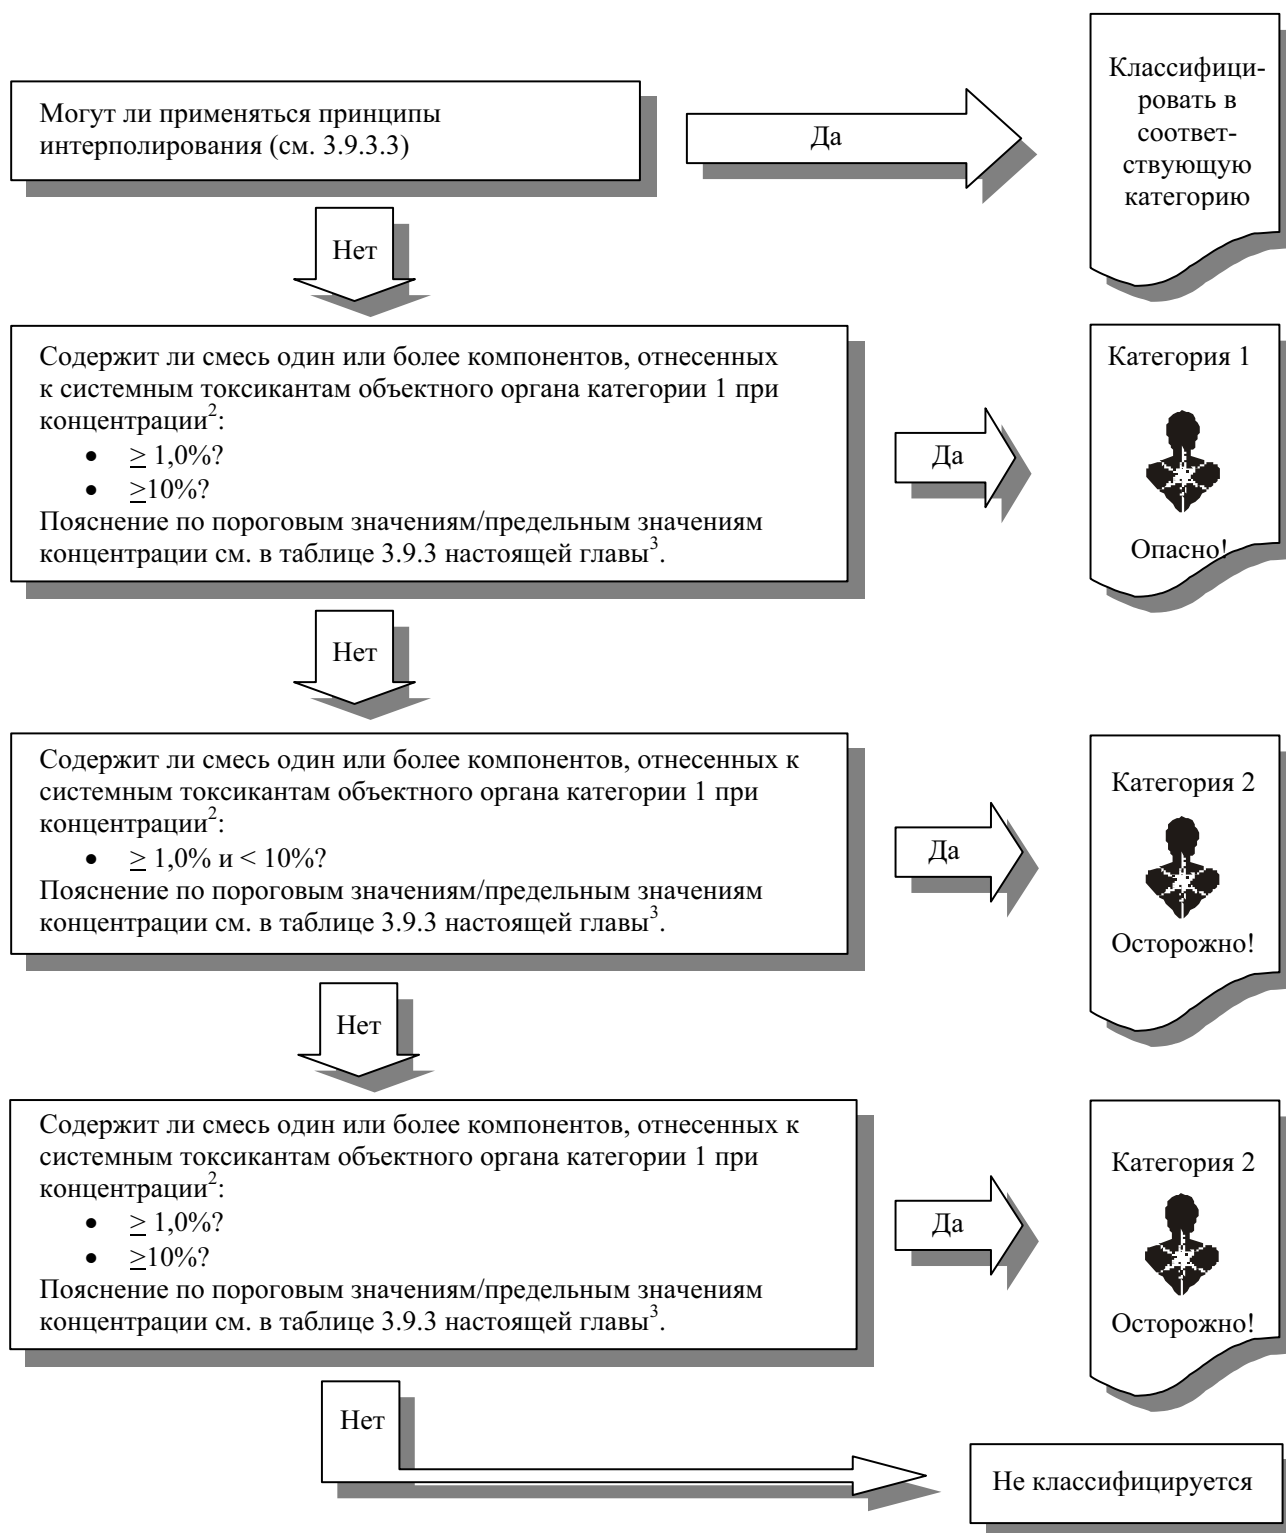 Могут ли применяться принципы
интерполирования (см. 3.9.3.3)
Да
Классифици-
ровать в
соответ-
ствующую
категорию
Нет
Содержит ли смесь один или более компонентов, отнесенных
к системным токсикантам объектного органа категории 1 при
концентрации²:
• ≥ 1,0%?
• ≥10%?
Пояснение по пороговым значениям/предельным значениям
концентрации см. в таблице 3.9.3 настоящей главы³.
Да
Категория 1
Опасно!
Нет
Содержит ли смесь один или более компонентов, отнесенных к
системным токсикантам объектного органа категории 1 при
концентрации²:
• ≥ 1,0% и < 10%?
Пояснение по пороговым значениям/предельным значениям
концентрации см. в таблице 3.9.3 настоящей главы³.
Да
Категория 2
Осторожно!
Нет
Содержит ли смесь один или более компонентов, отнесенных к
системным токсикантам объектного органа категории 1 при
концентрации²:
• ≥ 1,0%?
• ≥10%?
Пояснение по пороговым значениям/предельным значениям
концентрации см. в таблице 3.9.3 настоящей главы³.
Да
Категория 2
Осторожно!
Нет
Не классифицируется